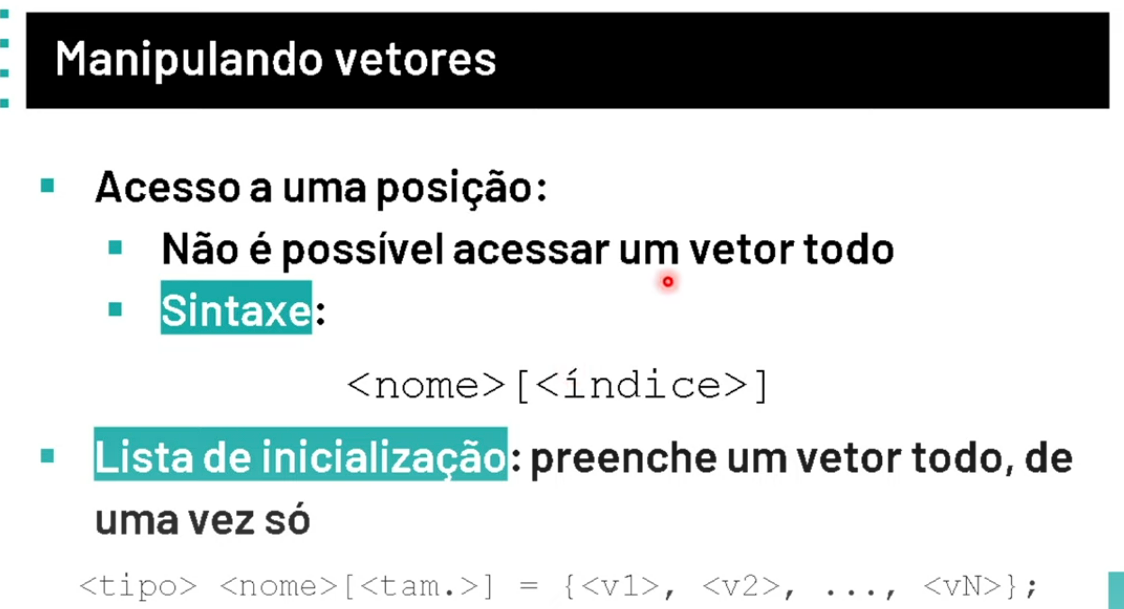 Manipulando vetores
Acesso a uma posição:
Não é possível acessar um vetor todo
Sintaxe:
<nome>[<índice>]
Lista de inicialização: preenche um vetor todo, de
uma vez só
<tipo> <nome>[<tam.>] = {<v1>, <v2>, ..., <vN>};